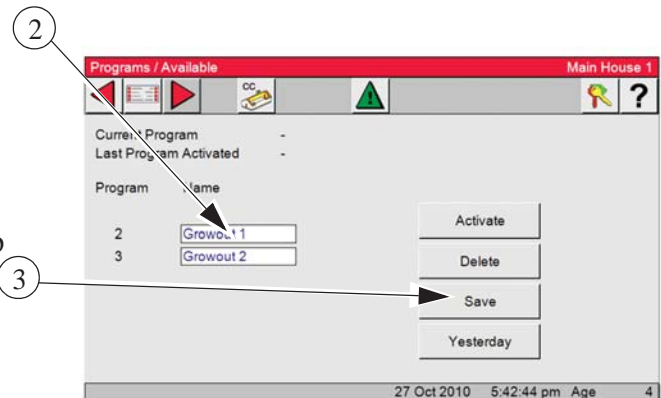 2
Programs / Available Main House 1
CC
?
Current Program -
Last Program Activated -
Program Name
2 Growout 1
3 Growout 2
Activate
Delete
Save
Yesterday
3
27 Oct 2010 5:42:44 pm Age 4